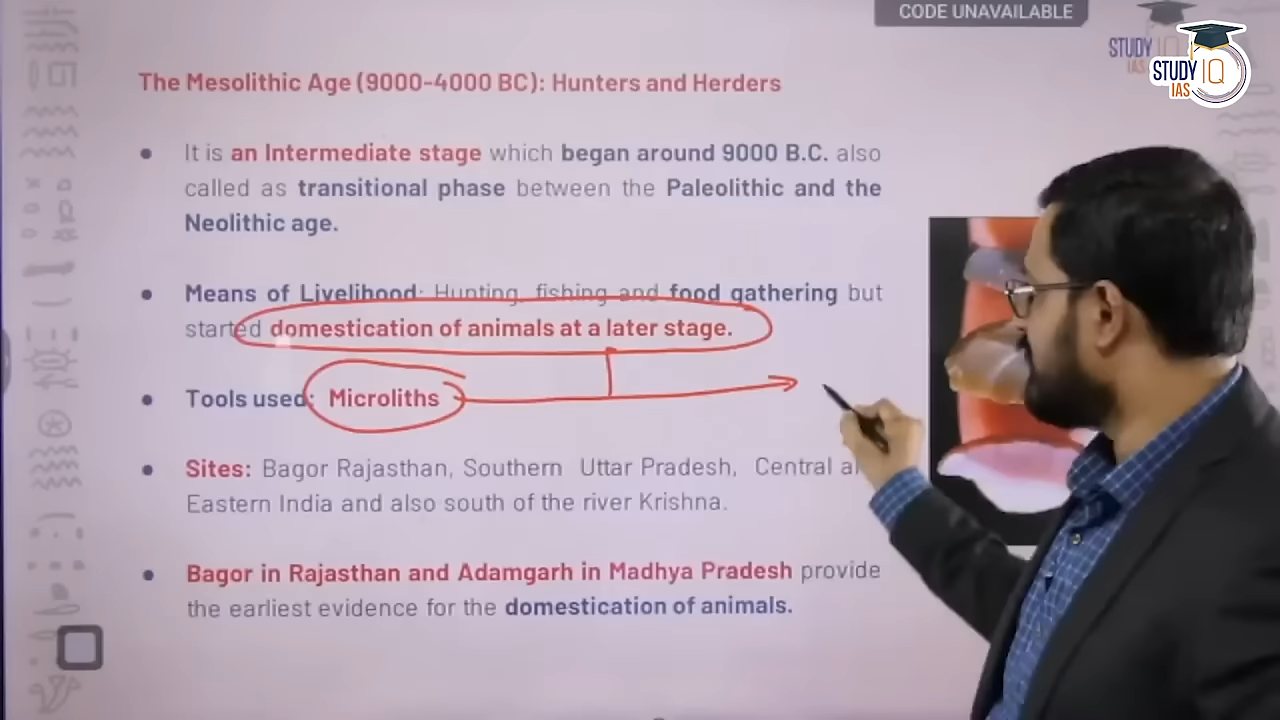 CODE UNAVAILABLE
STUDY IQ
IAS
STUDY IQ
IAS
The Mesolithic Age (9000-4000 BC): Hunters and Herders
It is an Intermediate stage which began around 9000 B.C. also
called as transitional phase between the Paleolithic and the
Neolithic age.
Means of Livelihood: Hunting, fishing and food gathering but
started domestication of animals at a later stage.
Tools used: Microliths
Sites: Bagor Rajasthan, Southern Uttar Pradesh, Central
Eastern India and also south of the river Krishna.
Bagor in Rajasthan and Adamgarh in Madhya Pradesh provide
the earliest evidence for the domestication of animals.